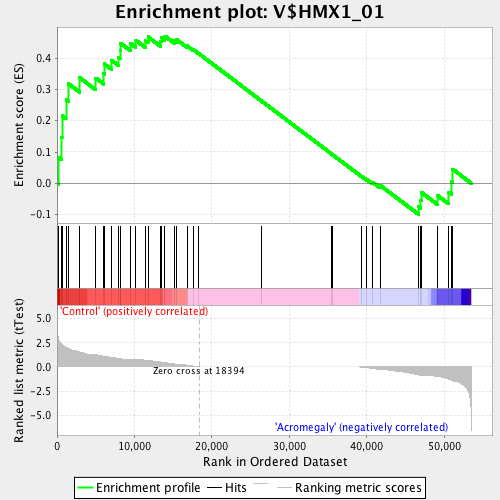 Enrichment plot: V$HMX1_01
Enrichment score (ES)
0.4
0.3
0.2
0.1
0.0
-0.1
'Control' (positively correlated)
Ranked list metric (tTest)
5.0
2.5
0.0
-2.5
-5.0
Zero cross at 18394
'Acromegaly' (negatively correlated)
0 10,000 20,000 30,000 40,000 50,000
Rank in Ordered Dataset
Enrichment profile Hits Ranking metric scores